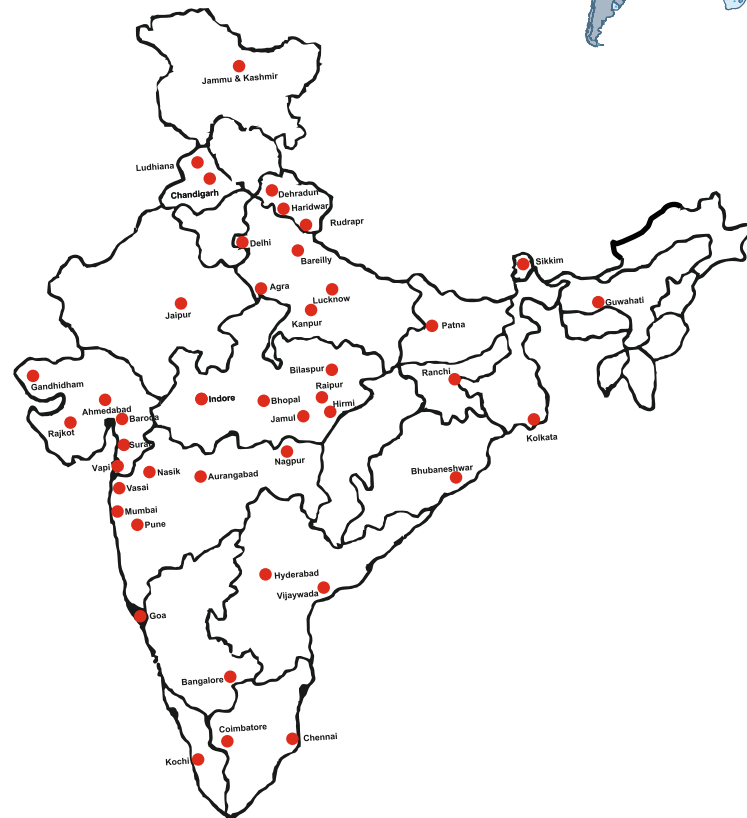 Jammu & Kashmir
Ludhiana
Chandigarh
Dehradun
Haridwar
Rudrapr
Delhi
Bareilly
Sikkim
Agra
Lucknow
Guwahati
Jaipur
Kanpur
Patna
Bilaspur
Ranchi
Gandhidham
Raipur
Indore
Bhopal
Hirmi
Ahmedabad
Baroda
Jamul
Rajkot
Kolkata
Surat
Nagpur
Vapi
Nasik
Aurangabad
Bhubaneshwar
Vasai
Mumbai
Pune
Hyderabad
Vijaywada
Goa
Bangalore
Coimbatore
Chennai
Kochi